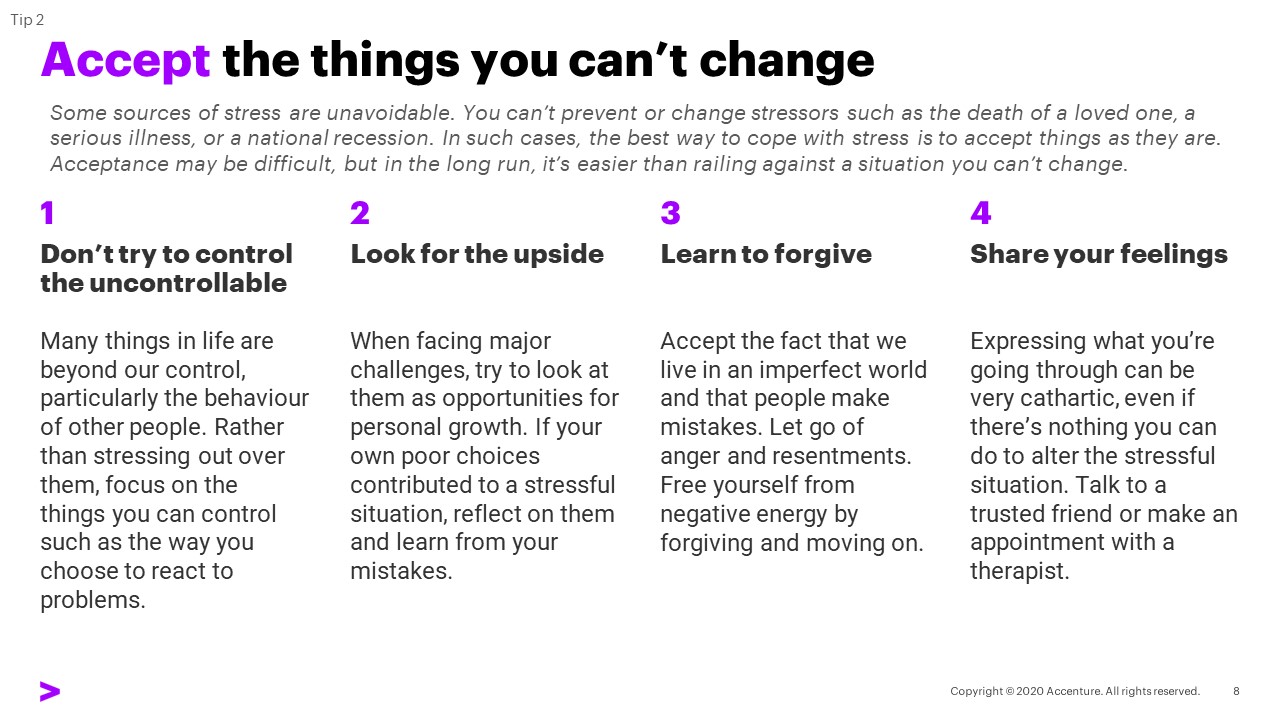 Tip 2
Accept the things you can’t change
Some sources of stress are unavoidable. You can’t prevent or change stressors such as the death of a loved one, a
serious illness, or a national recession. In such cases, the best way to cope with stress is to accept things as they are.
Acceptance may be difficult, but in the long run, it’s easier than railing against a situation you can’t change.
1
Don’t try to control
the uncontrollable
Many things in life are
beyond our control,
particularly the behaviour
of other people. Rather
than stressing out over
them, focus on the
things you can control
such as the way you
choose to react to
problems.
2
Look for the upside
When facing major
challenges, try to look at
them as opportunities for
personal growth. If your
own poor choices
contributed to a stressful
situation, reflect on them
and learn from your
mistakes.
3
Learn to forgive
Accept the fact that we
live in an imperfect world
and that people make
mistakes. Let go of
anger and resentments.
Free yourself from
negative energy by
forgiving and moving on.
4
Share your feelings
Expressing what you’re
going through can be
very cathartic, even if
there’s nothing you can
do to alter the stressful
situation. Talk to a
trusted friend or make an
appointment with a
therapist.
>
Copyright © 2020 Accenture. All rights reserved.
8